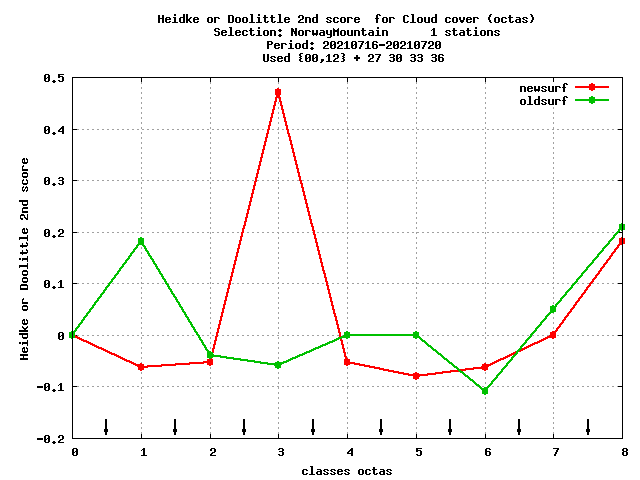 Heidke or Doolittle 2nd score  for Cloud cover (octas)
Selection: NorwayMountain      1 stations
Period: 20210716-20210720
Used {00,12} + 27 30 33 36
newsurf
oldsurf
0.5
0.4
0.3
0.2
0.1
0
-0.1
-0.2
Heidke or Doolittle 2nd score
0 1 2 3 4 5 6 7 8
classes octas